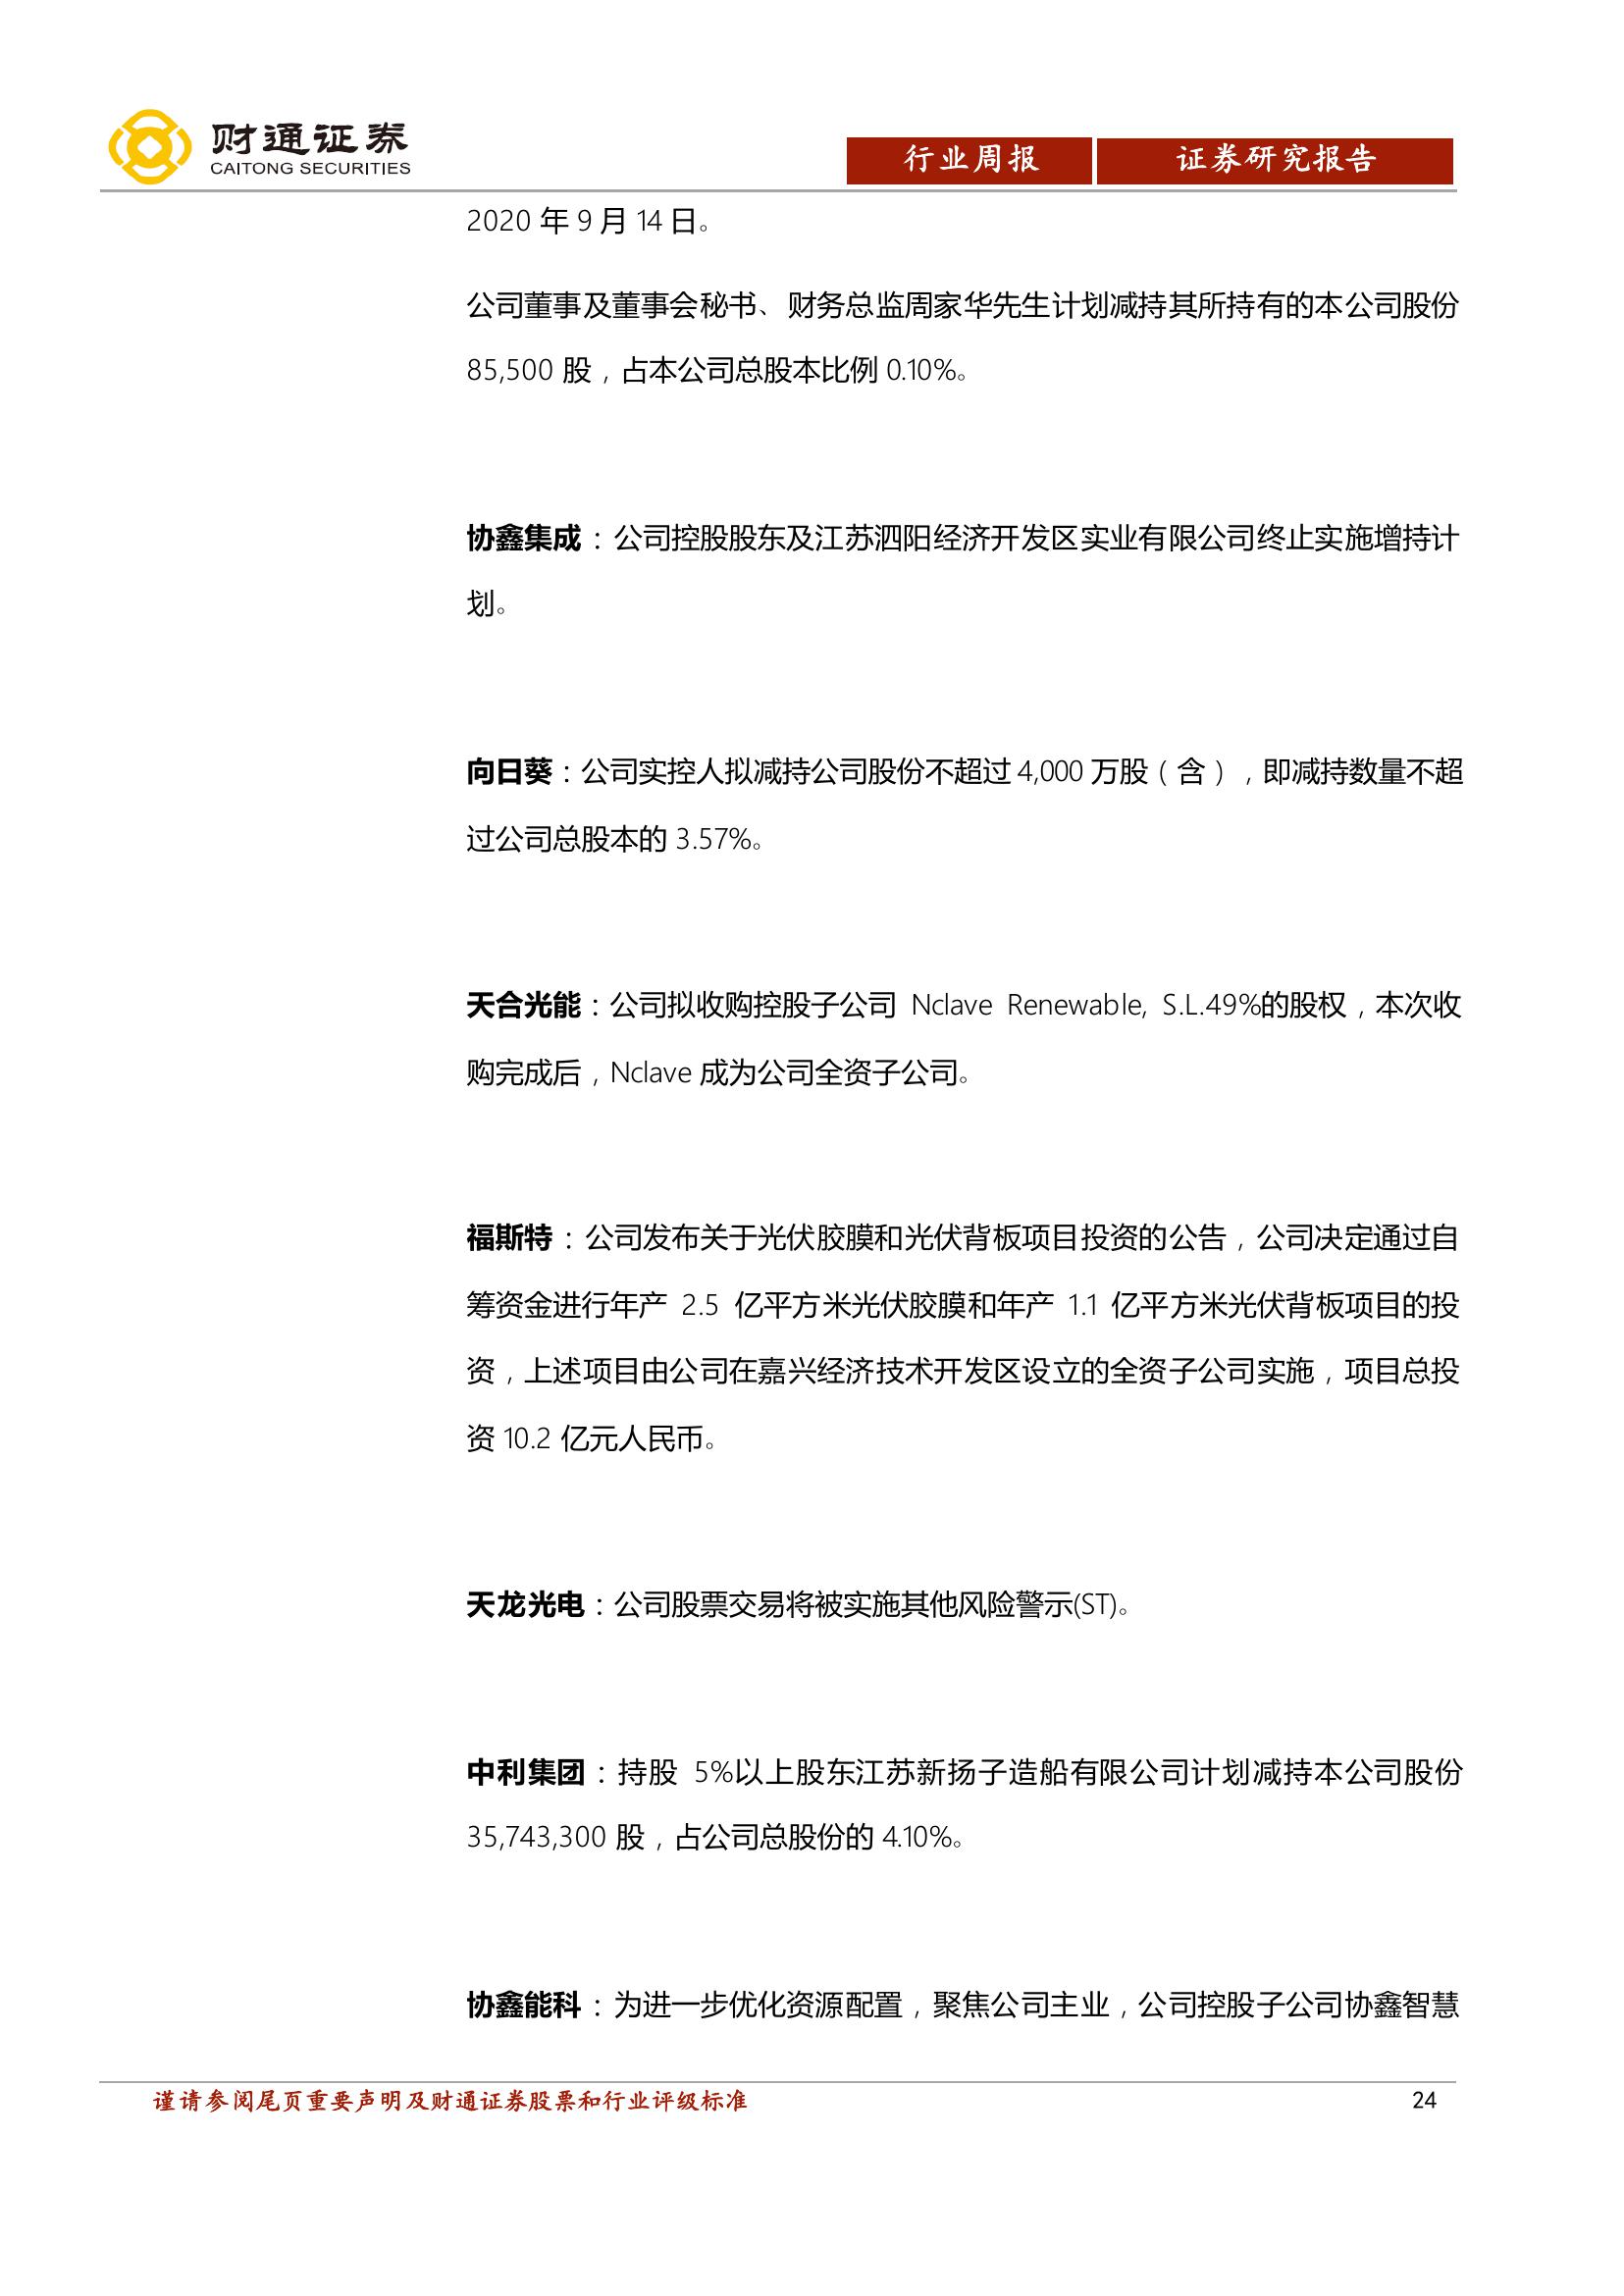 财通证券
CAITONG SECURITIES
行业周报
证券研究报告
2020 年 9 月 14 日。
公司董事及董事会秘书、财务总监周家华先生计划减持其所持有的本公司股份
85,500 股，占本公司总股本比例 0.10%。
协鑫集成：公司控股股东及江苏泗阳经济开发区实业有限公司终止实施增持计
划。
向日葵：公司实控人拟减持公司股份不超过 4,000 万股（含），即减持数量不超
过公司总股本的 3.57%。
天合光能：公司拟收购控股子公司 Nclave Renewable, S.L.49%的股权，本次收
购完成后，Nclave 成为公司全资子公司。
福斯特：公司发布关于光伏胶膜和光伏背板项目投资的公告，公司决定通过自
筹资金进行年产 2.5 亿平方米光伏胶膜和年产 1.1 亿平方米光伏背板项目的投
资，上述项目由公司在嘉兴经济技术开发区设立的全资子公司实施，项目总投
资 10.2 亿元人民币。
天龙光电：公司股票交易将被实施其他风险警示(ST)。
中利集团：持股 5%以上股东江苏新扬子造船有限公司计划减持本公司股份
35,743,300 股，占公司总股份的 4.10%。
协鑫能科：为进一步优化资源配置，聚焦公司主业，公司控股子公司协鑫智慧
谨请参阅尾页重要声明及财通证券股票和行业评级标准
24